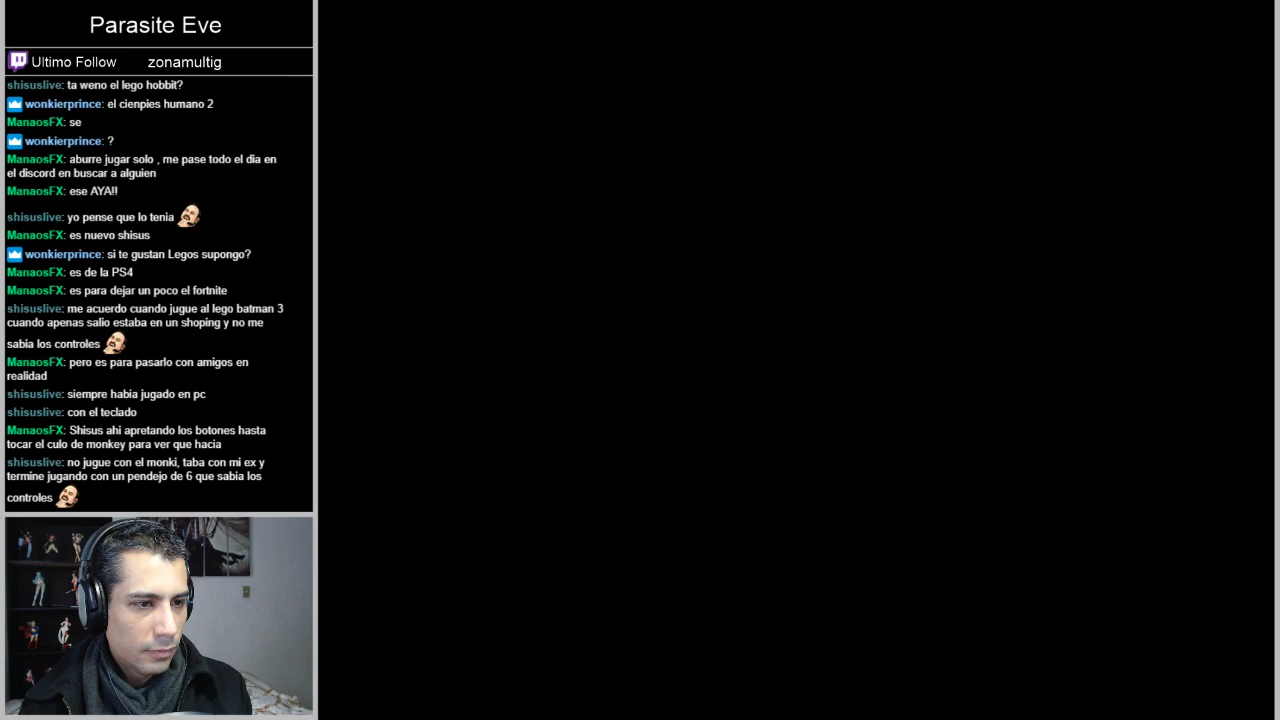 Parasite Eve
Ultimo Follow zonamultig
shisuslive: ta weno el lego hobbit?
wonkierprince: el cienpies humano 2
ManaosFX: se
wonkierprince: ?
ManaosFX: aburre jugar solo , me pase todo el dia en
el discord en buscar a alguien
ManaosFX: ese AYA!!
shisuslive: yo pense que lo tenia
ManaosFX: es nuevo shisus
wonkierprince: si te gustan Legos supongo?
ManaosFX: es de la PS4
ManaosFX: es para dejar un poco el fortnite
shisuslive: me acuerdo cuando jugue al lego batman 3
cuando apenas salio estaba en un shoping y no me
sabia los controles
ManaosFX: pero es para pasarlo con amigos en
realidad
shisuslive: siempre habia jugado en pc
shisuslive: con el teclado
ManaosFX: Shisus ahi apretando los botones hasta
tocar el culo de monkey para ver que hacia
shisuslive: no jugue con el monki, taba con mi ex y
termine jugando con un pendejo de 6 que sabia los
controles